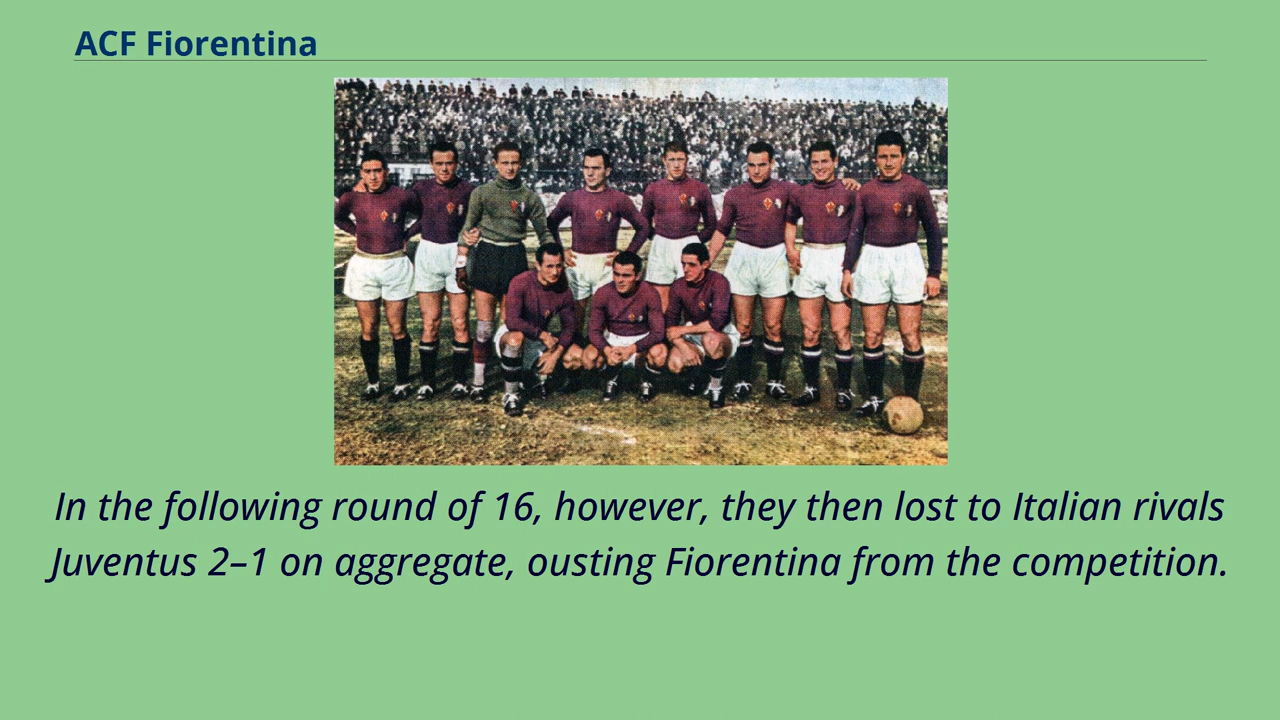 ACF Fiorentina
In the following round of 16, however, they then lost to Italian rivals
Juventus 2–1 on aggregate, ousting Fiorentina from the competition.